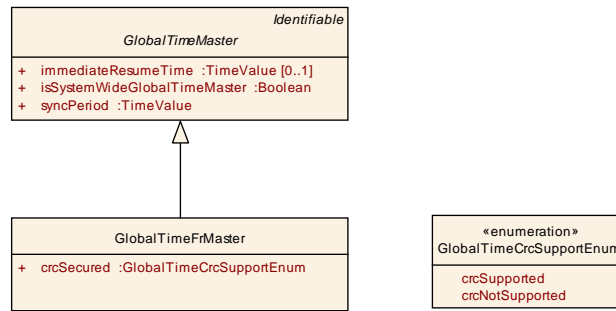 Identifiable
GlobalTimeMaster
+ immediateResumeTime :TimeValue [0..1]
+ isSystemWideGlobalTimeMaster :Boolean
+ syncPeriod :TimeValue
GlobalTimeFrMaster
+ crcSecured :GlobalTimeCrcSupportEnum
«enumeration»
GlobalTimeCrcSupportEnum
crcSupported
crcNotSupported